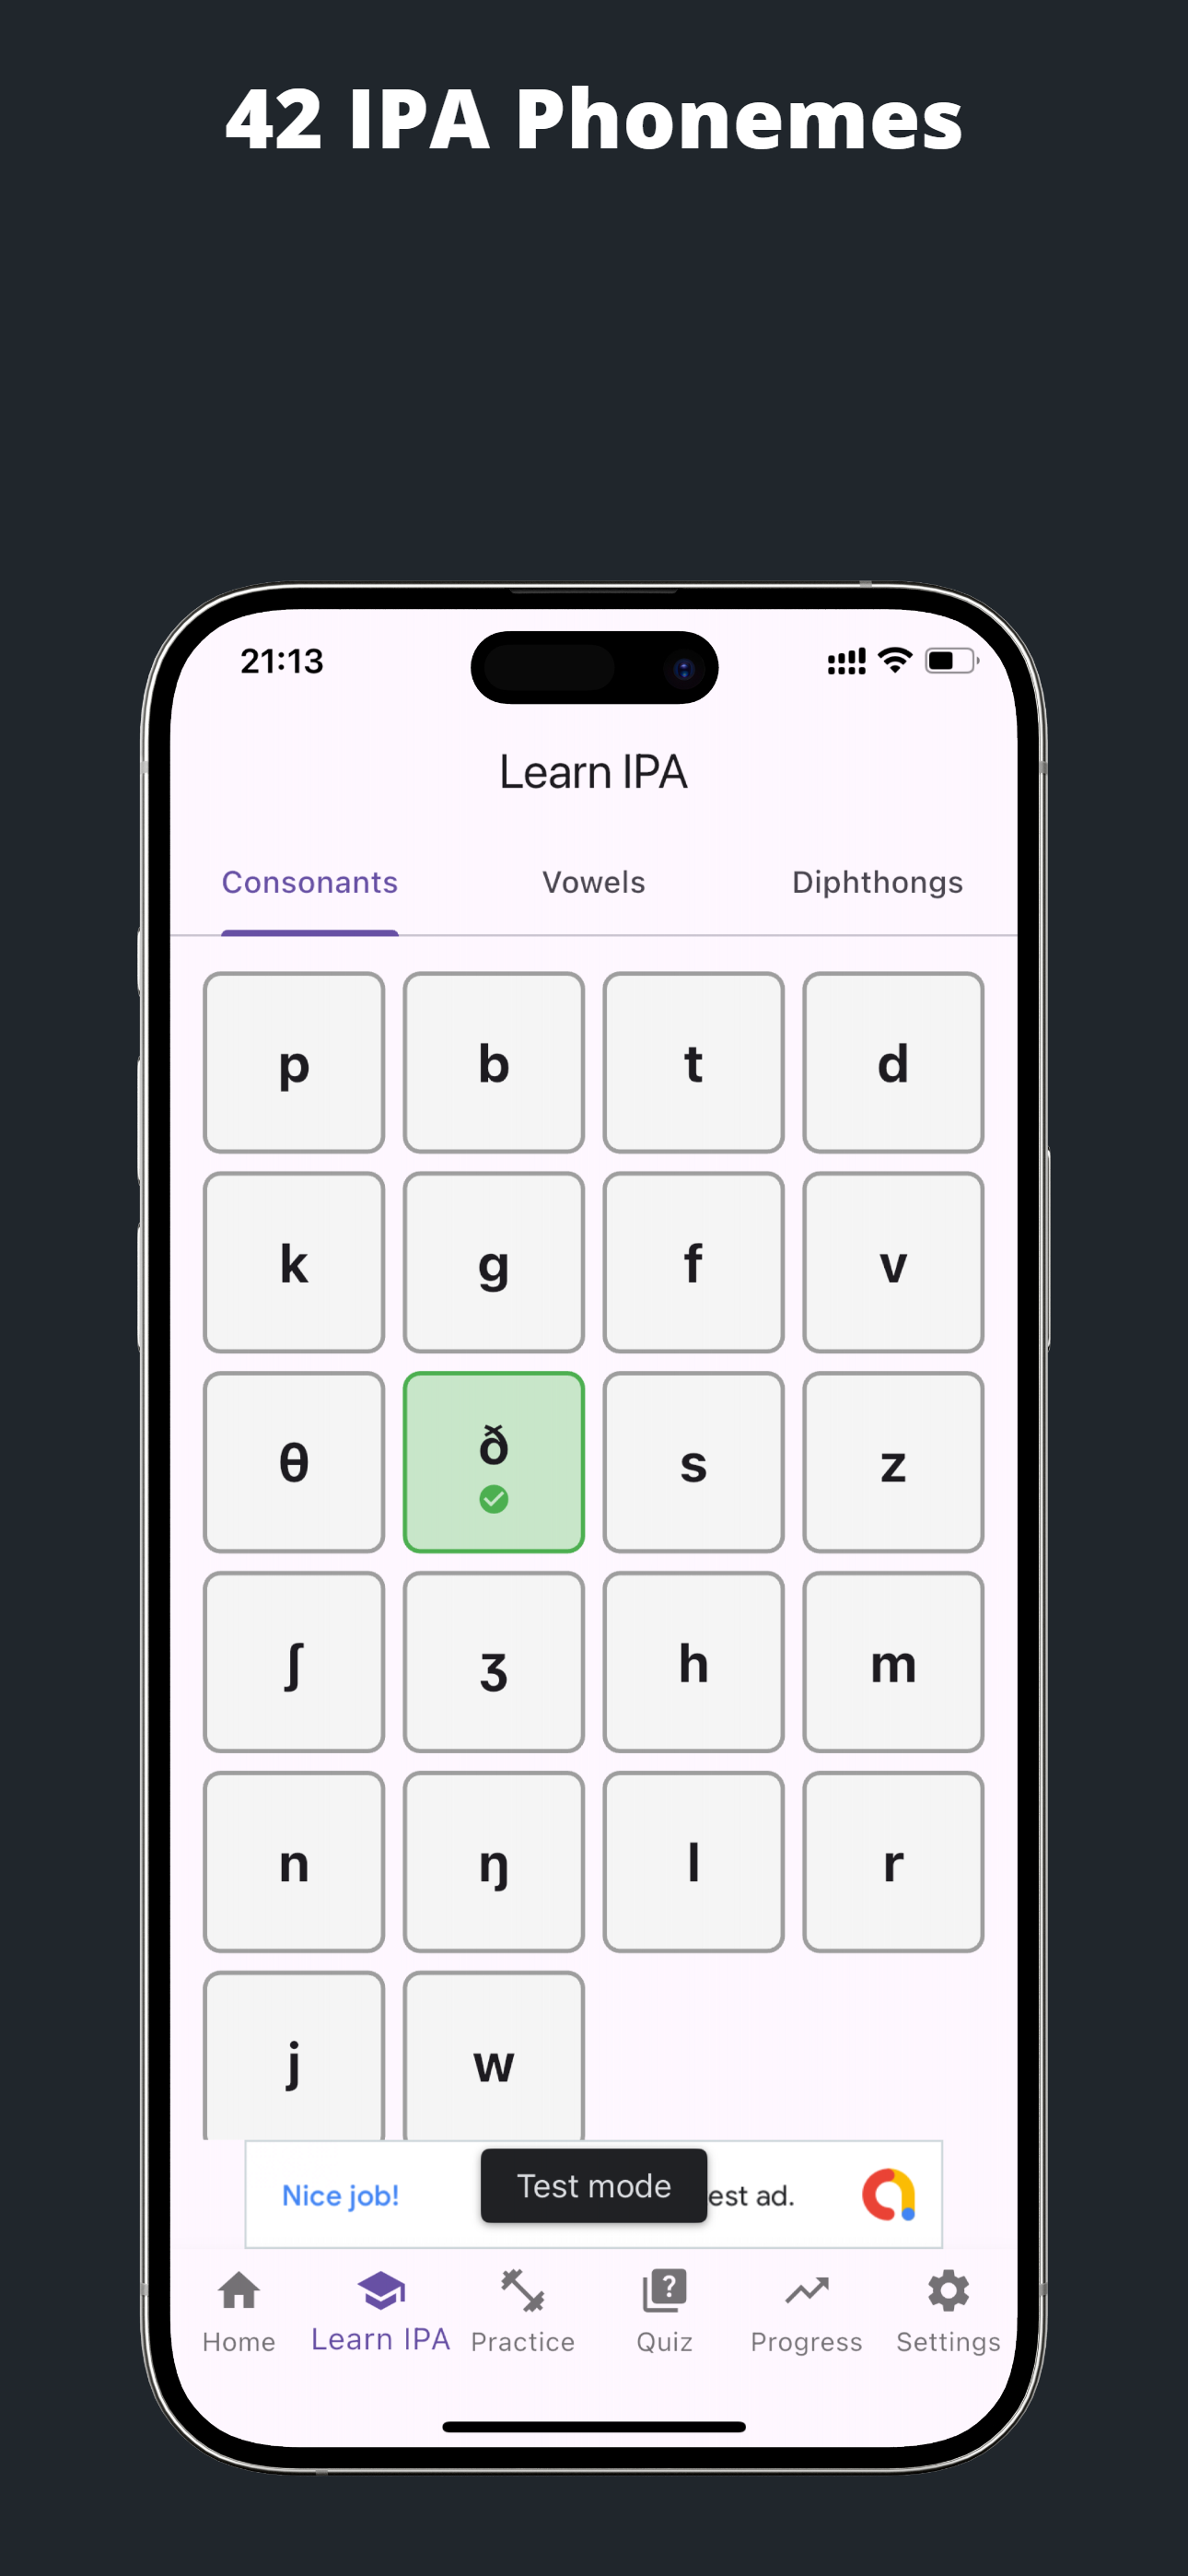 42 IPA Phonemes
21:13
Learn IPA
Consonants Vowels Diphthongs
p b t d
k g f v
θ ð s z
ʃ ʒ h m
n ŋ l r
j w
Nice job! Test mode est ad.
Home Learn IPA Practice Quiz Progress Settings